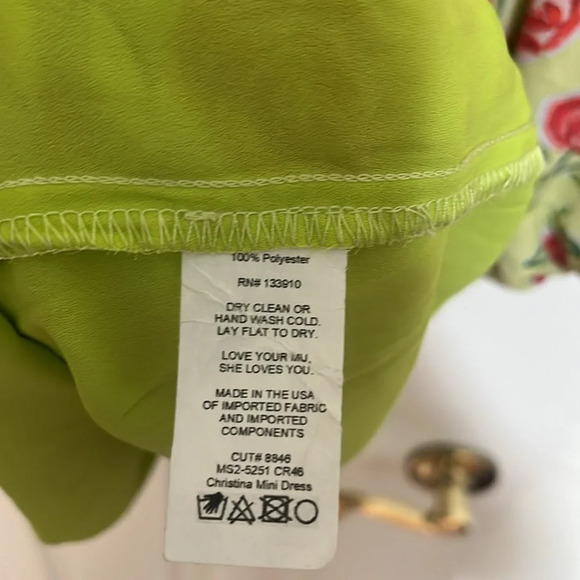 100% Polyester
RN# 133910
DRY CLEAN OR
HAND WASH COLD.
LAY FLAT TO DRY.
LOVE YOUR MU,
SHE LOVES YOU.
MADE IN THE USA
OF IMPORTED FABRIC
AND IMPORTED
COMPONENTS
CUT# 8846
MS2-5251 CR46
Christina Mini Dress